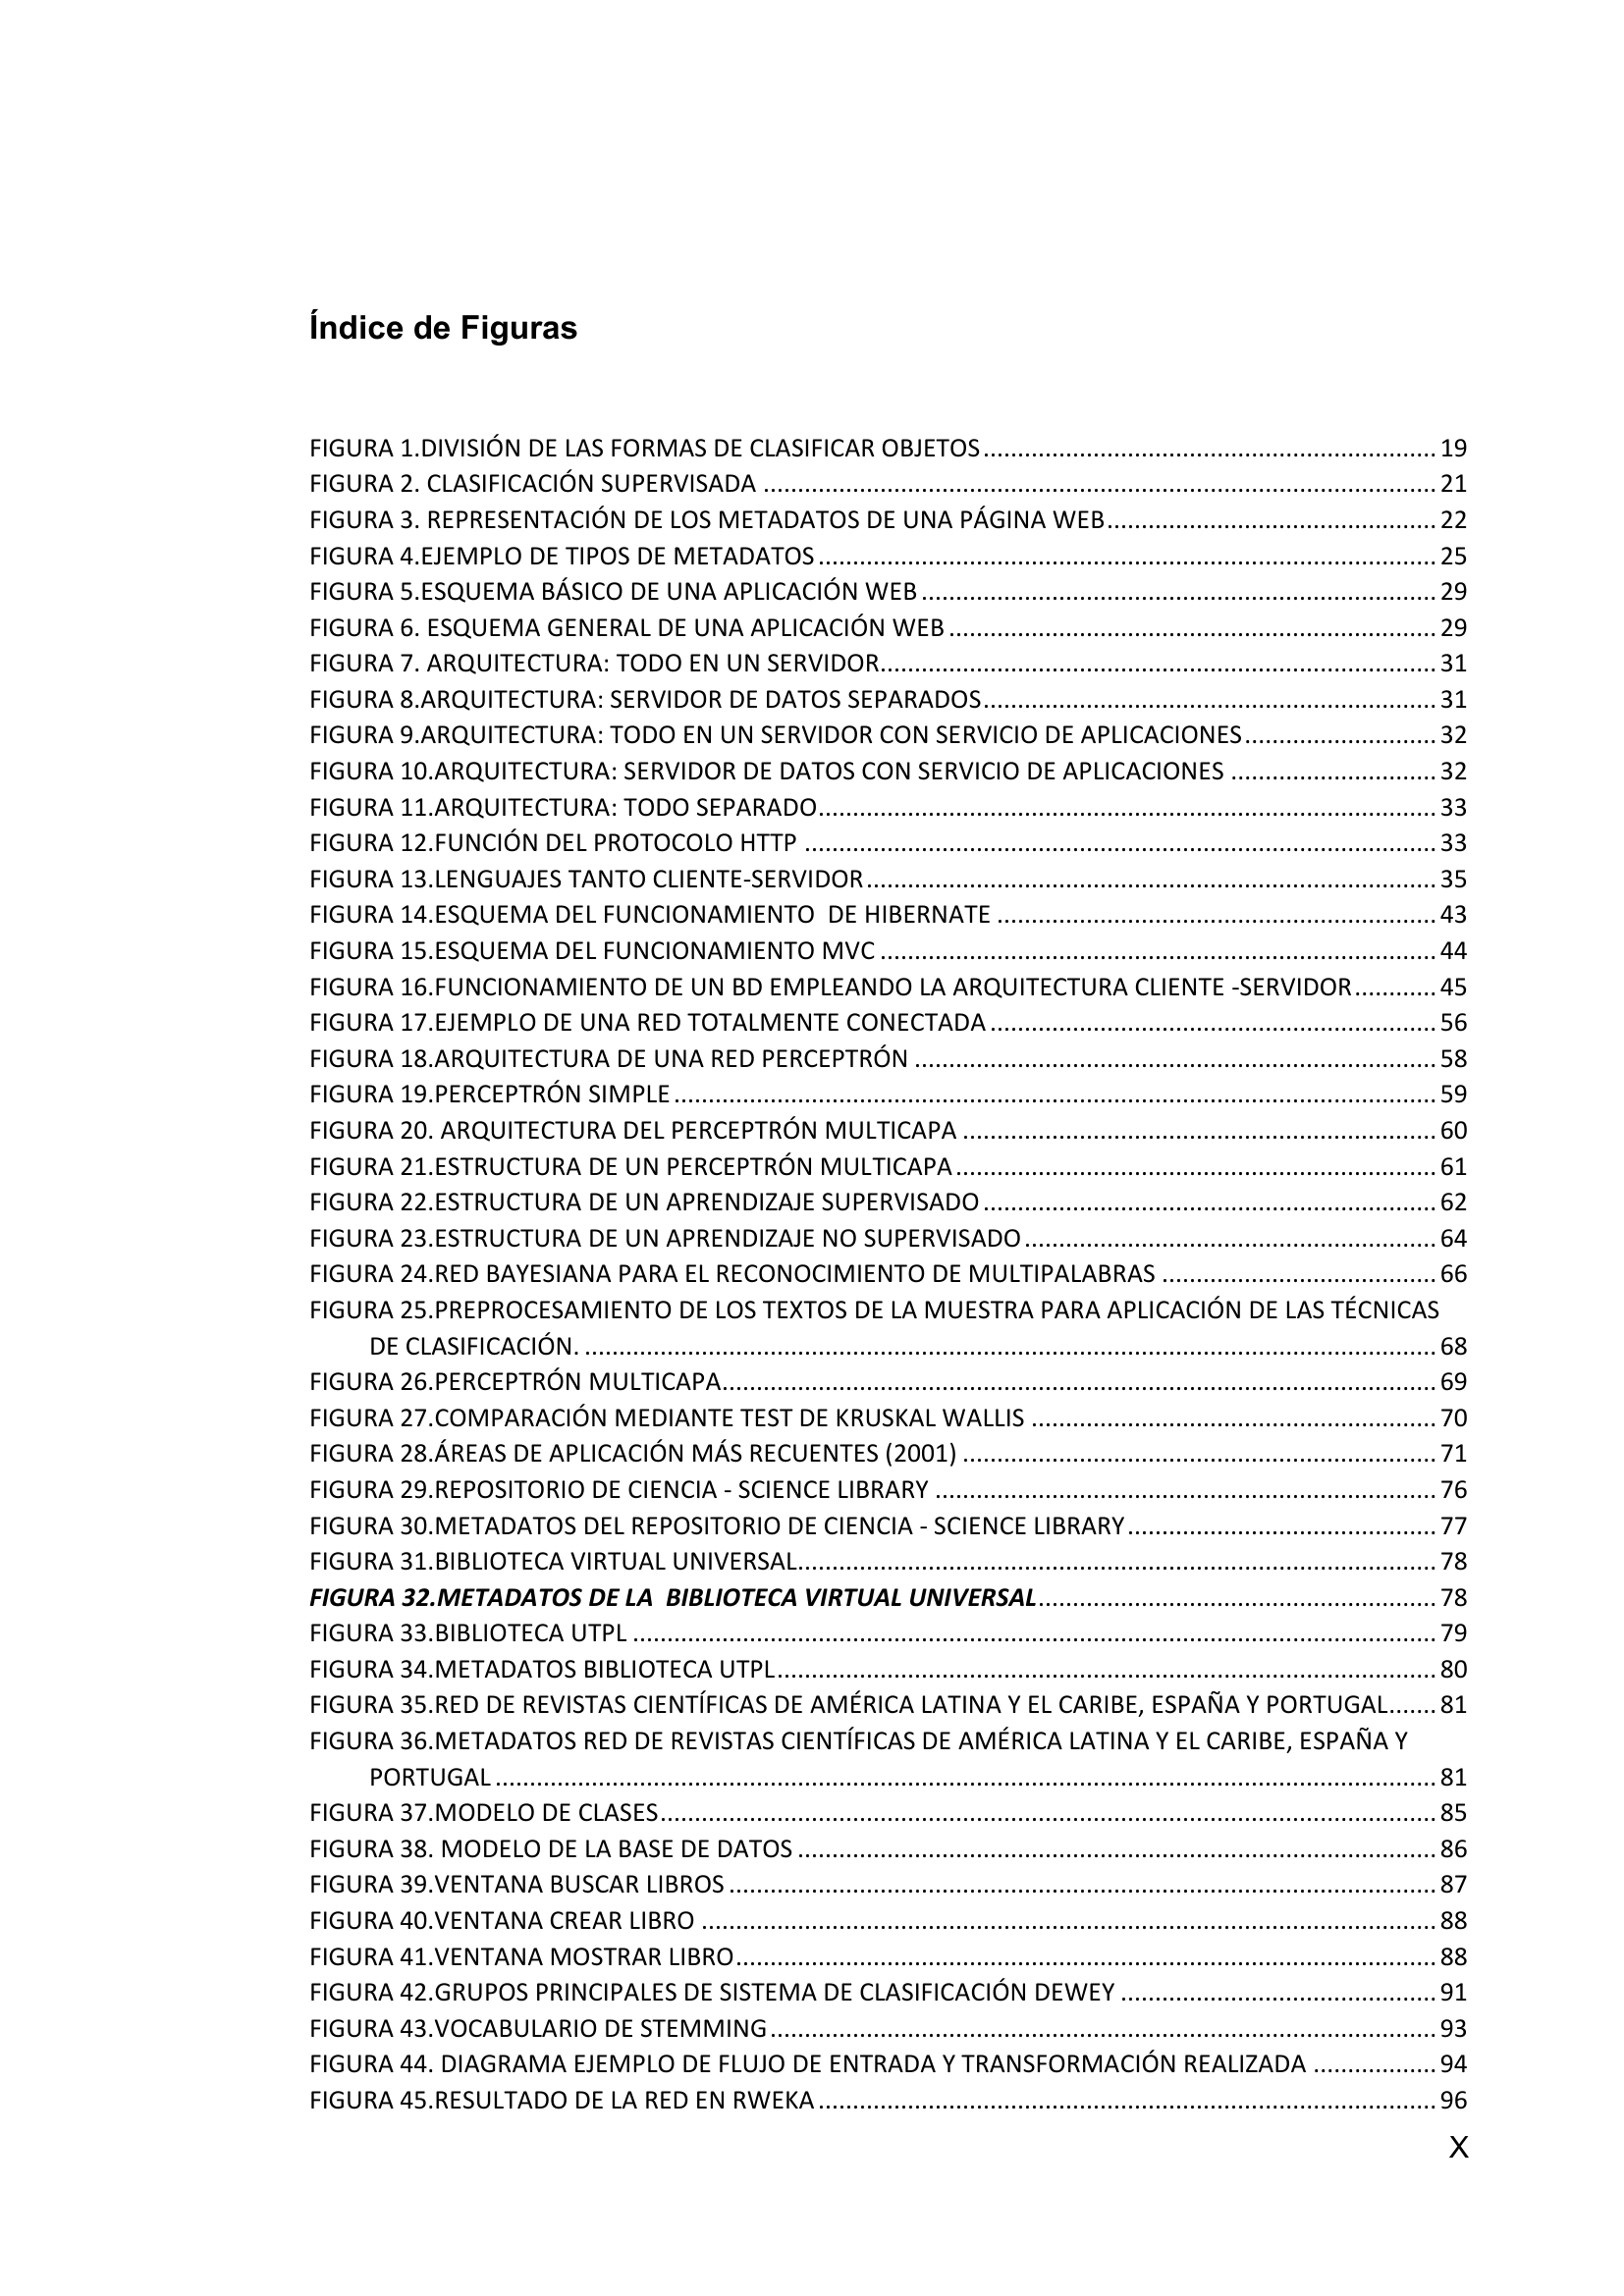 Índice de Figuras
FIGURA 1.DIVISIÓN DE LAS FORMAS DE CLASIFICAR OBJETOS .......... 19
FIGURA 2. CLASIFICACIÓN SUPERVISADA .......... 21
FIGURA 3. REPRESENTACIÓN DE LOS METADATOS DE UNA PÁGINA WEB .......... 22
FIGURA 4.EJEMPLO DE TIPOS DE METADATOS .......... 25
FIGURA 5.ESQUEMA BÁSICO DE UNA APLICACIÓN WEB .......... 29
FIGURA 6. ESQUEMA GENERAL DE UNA APLICACIÓN WEB .......... 29
FIGURA 7. ARQUITECTURA: TODO EN UN SERVIDOR .......... 31
FIGURA 8.ARQUITECTURA: SERVIDOR DE DATOS SEPARADOS .......... 31
FIGURA 9.ARQUITECTURA: TODO EN UN SERVIDOR CON SERVICIO DE APLICACIONES .......... 32
FIGURA 10.ARQUITECTURA: SERVIDOR DE DATOS CON SERVICIO DE APLICACIONES .......... 32
FIGURA 11.ARQUITECTURA: TODO SEPARADO .......... 33
FIGURA 12.FUNCIÓN DEL PROTOCOLO HTTP .......... 33
FIGURA 13.LENGUAJES TANTO CLIENTE-SERVIDOR .......... 35
FIGURA 14.ESQUEMA DEL FUNCIONAMIENTO DE HIBERNATE .......... 43
FIGURA 15.ESQUEMA DEL FUNCIONAMIENTO MVC .......... 44
FIGURA 16.FUNCIONAMIENTO DE UN BD EMPLEANDO LA ARQUITECTURA CLIENTE -SERVIDOR .......... 45
FIGURA 17.EJEMPLO DE UNA RED TOTALMENTE CONECTADA .......... 56
FIGURA 18.ARQUITECTURA DE UNA RED PERCEPTRÓN .......... 58
FIGURA 19.PERCEPTRÓN SIMPLE .......... 59
FIGURA 20. ARQUITECTURA DEL PERCEPTRÓN MULTICAPA .......... 60
FIGURA 21.ESTRUCTURA DE UN PERCEPTRÓN MULTICAPA .......... 61
FIGURA 22.ESTRUCTURA DE UN APRENDIZAJE SUPERVISADO .......... 62
FIGURA 23.ESTRUCTURA DE UN APRENDIZAJE NO SUPERVISADO .......... 64
FIGURA 24.RED BAYESIANA PARA EL RECONOCIMIENTO DE MULTIPALABRAS .......... 66
FIGURA 25.PREPROCESAMIENTO DE LOS TEXTOS DE LA MUESTRA PARA APLICACIÓN DE LAS TÉCNICAS
DE CLASIFICACIÓN. .......... 68
FIGURA 26.PERCEPTRÓN MULTICAPA .......... 69
FIGURA 27.COMPARACIÓN MEDIANTE TEST DE KRUSKAL WALLIS .......... 70
FIGURA 28.ÁREAS DE APLICACIÓN MÁS RECUENTES (2001) .......... 71
FIGURA 29.REPOSITORIO DE CIENCIA - SCIENCE LIBRARY .......... 76
FIGURA 30.METADATOS DEL REPOSITORIO DE CIENCIA - SCIENCE LIBRARY .......... 77
FIGURA 31.BIBLIOTECA VIRTUAL UNIVERSAL .......... 78
FIGURA 32.METADATOS DE LA BIBLIOTECA VIRTUAL UNIVERSAL .......... 78
FIGURA 33.BIBLIOTECA UTPL .......... 79
FIGURA 34.METADATOS BIBLIOTECA UTPL .......... 80
FIGURA 35.RED DE REVISTAS CIENTÍFICAS DE AMÉRICA LATINA Y EL CARIBE, ESPAÑA Y PORTUGAL ....... 81
FIGURA 36.METADATOS RED DE REVISTAS CIENTÍFICAS DE AMÉRICA LATINA Y EL CARIBE, ESPAÑA Y
PORTUGAL .......... 81
FIGURA 37.MODELO DE CLASES .......... 85
FIGURA 38. MODELO DE LA BASE DE DATOS .......... 86
FIGURA 39.VENTANA BUSCAR LIBROS .......... 87
FIGURA 40.VENTANA CREAR LIBRO .......... 88
FIGURA 41.VENTANA MOSTRAR LIBRO .......... 88
FIGURA 42.GRUPOS PRINCIPALES DE SISTEMA DE CLASIFICACIÓN DEWEY .......... 91
FIGURA 43.VOCABULARIO DE STEMMING .......... 93
FIGURA 44. DIAGRAMA EJEMPLO DE FLUJO DE ENTRADA Y TRANSFORMACIÓN REALIZADA .......... 94
FIGURA 45.RESULTADO DE LA RED EN RWEKA .......... 96
X